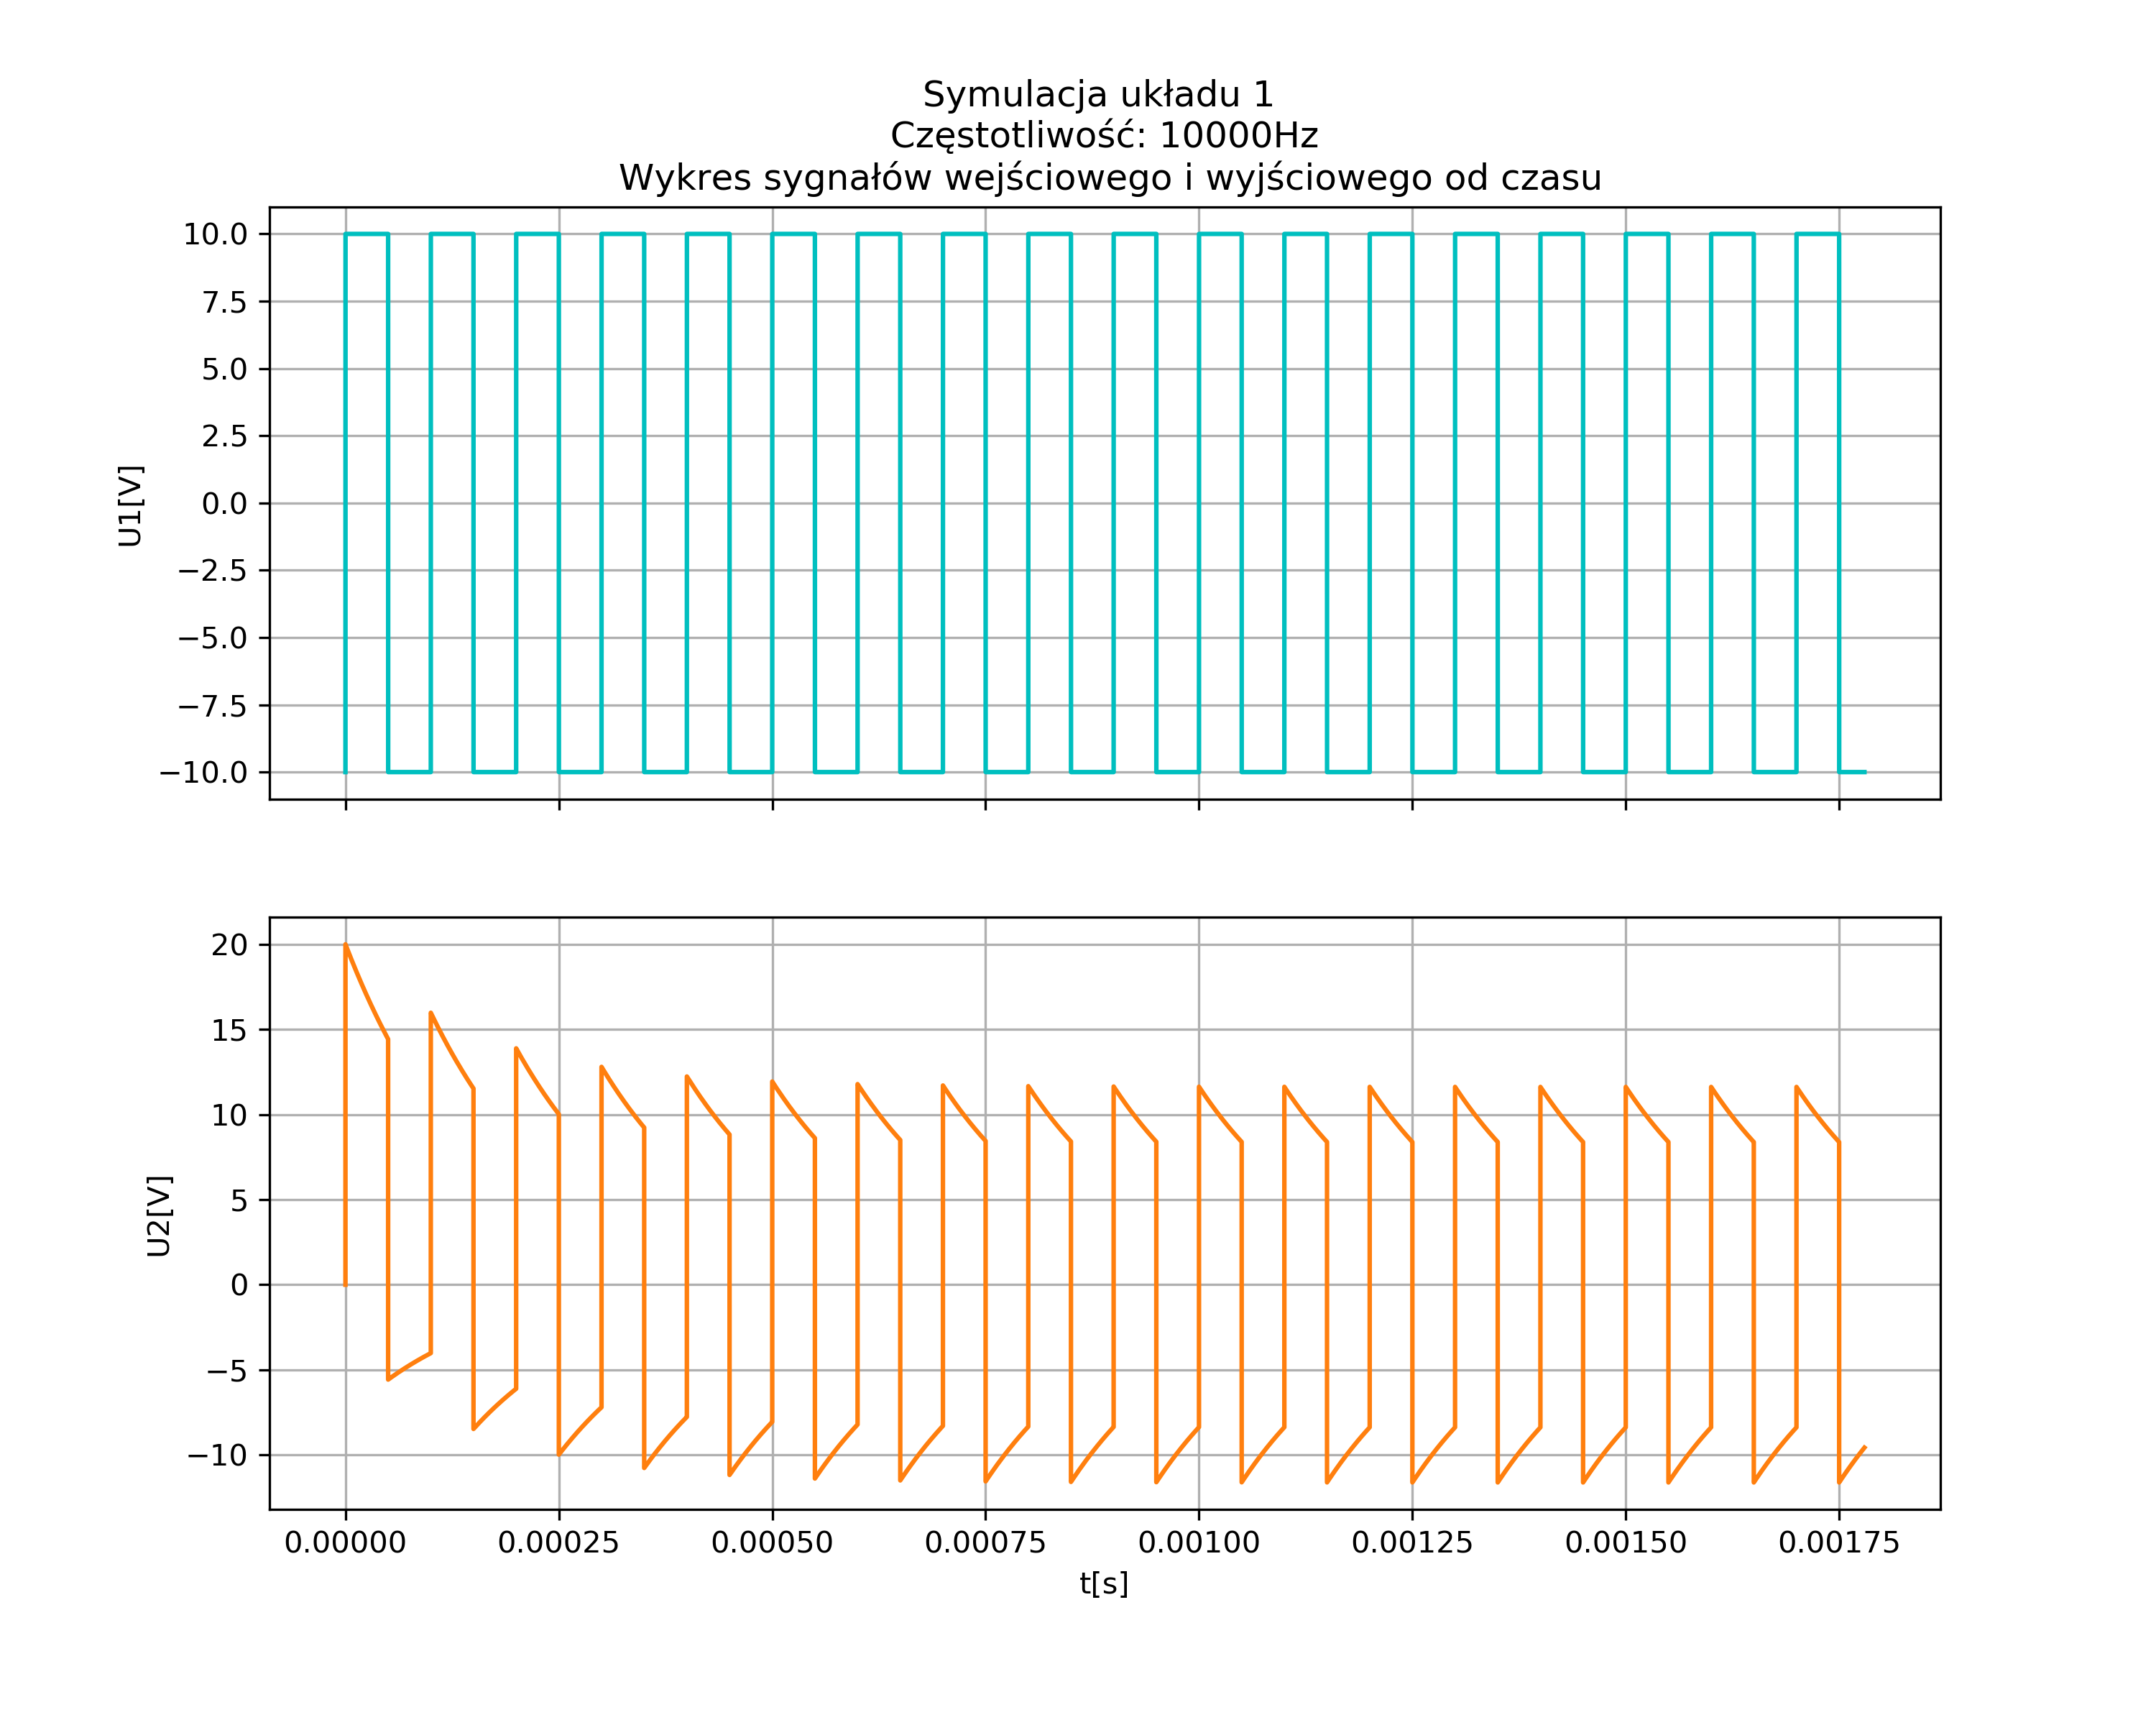 Symulacja układu 1
Częstotliwość: 10000Hz
Wykres sygnałów wejściowego i wyjściowego od czasu
10.0
7.5
5.0
2.5
0.0
−2.5
−5.0
−7.5
−10.0
U1[V]
20
15
10
5
0
−5
−10
U2[V]
0.00000 0.00025 0.00050 0.00075 0.00100 0.00125 0.00150 0.00175
t[s]